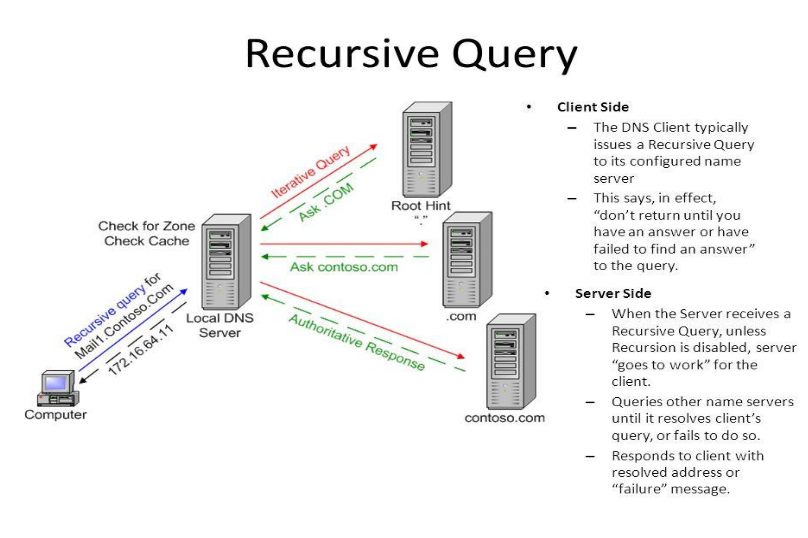 Recursive Query
Iterative Query
Ask .COM
Root Hint
“.”
Check for Zone
Check Cache
Ask contoso.com
.com
Recursive query for
Mail1.Contoso.Com
172.16.64.11
Local DNS
Server
Authoritative Response
Computer
contoso.com
• Client Side
– The DNS Client typically
issues a Recursive Query
to its configured name
server
– This says, in effect,
“don’t return until you
have an answer or have
failed to find an answer”
to the query.
• Server Side
– When the Server receives a
Recursive Query, unless
Recursion is disabled, server
“goes to work” for the
client.
– Queries other name servers
until it resolves client’s
query, or fails to do so.
– Responds to client with
resolved address or
“failure” message.